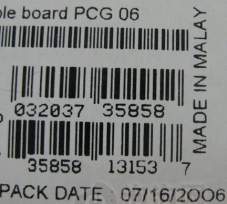 ble board PCG 06
032037 35858
35858 13153 7
PACK DATE 07/16/2006
MADE IN MALAY